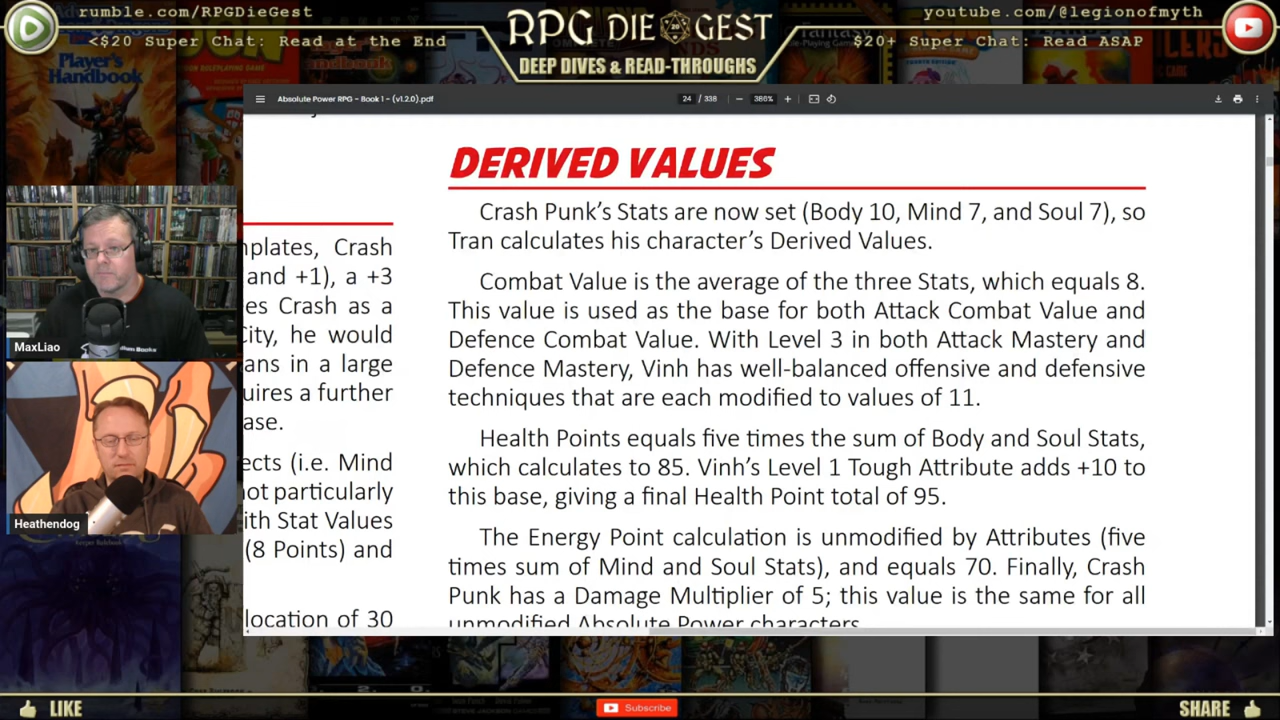 rumble.com/RPGDieGest
<$20 Super Chat: Read at the End
RPG DIE GEST
DEEP DIVES & READ-THROUGHS
youtube.com/@legionofmyth
$20+ Super Chat: Read ASAP
Player's
Handbook
Absolute Power RPG - Book 1 - (v1.2.0).pdf
24 / 338
386%
mplates, Crash
and +1), a +3
es Crash as a
City, he would
ans in a large
uires a further
ase.
ects (i.e. Mind
not particularly
ith Stat Values
(8 Points) and
location of 30
DERIVED VALUES
Crash Punk's Stats are now set (Body 10, Mind 7, and Soul 7), so
Tran calculates his character's Derived Values.
Combat Value is the average of the three Stats, which equals 8.
This value is used as the base for both Attack Combat Value and
Defence Combat Value. With Level 3 in both Attack Mastery and
Defence Mastery, Vinh has well-balanced offensive and defensive
techniques that are each modified to values of 11.
Health Points equals five times the sum of Body and Soul Stats,
which calculates to 85. Vinh's Level 1 Tough Attribute adds +10 to
this base, giving a final Health Point total of 95.
The Energy Point calculation is unmodified by Attributes (five
times sum of Mind and Soul Stats), and equals 70. Finally, Crash
Punk has a Damage Multiplier of 5; this value is the same for all
unmodified Absolute Power characters.
MaxLiao
Heathendog
LIKE
Subscribe
SHARE